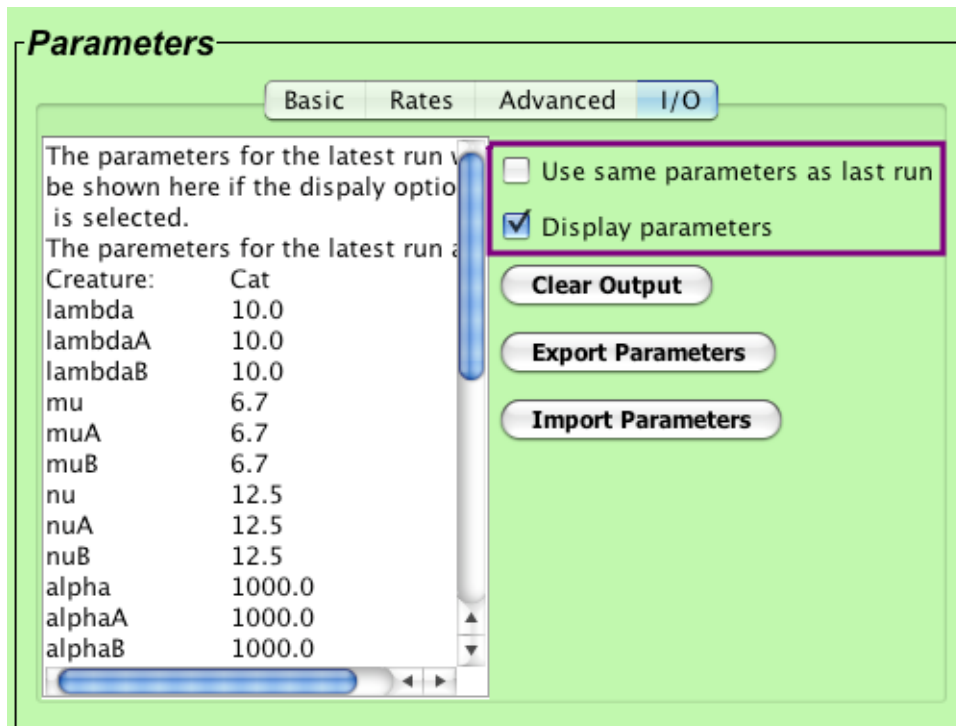 Parameters
Basic Rates Advanced I/O
The parameters for the latest run
be shown here if the dispaly optio
is selected.
The paremeters for the latest run
Creature: Cat
lambda 10.0
lambdaA 10.0
lambdaB 10.0
mu 6.7
muA 6.7
muB 6.7
nu 12.5
nuA 12.5
nuB 12.5
alpha 1000.0
alphaA 1000.0
alphaB 1000.0
Use same parameters as last run
Display parameters
Clear Output
Export Parameters
Import Parameters